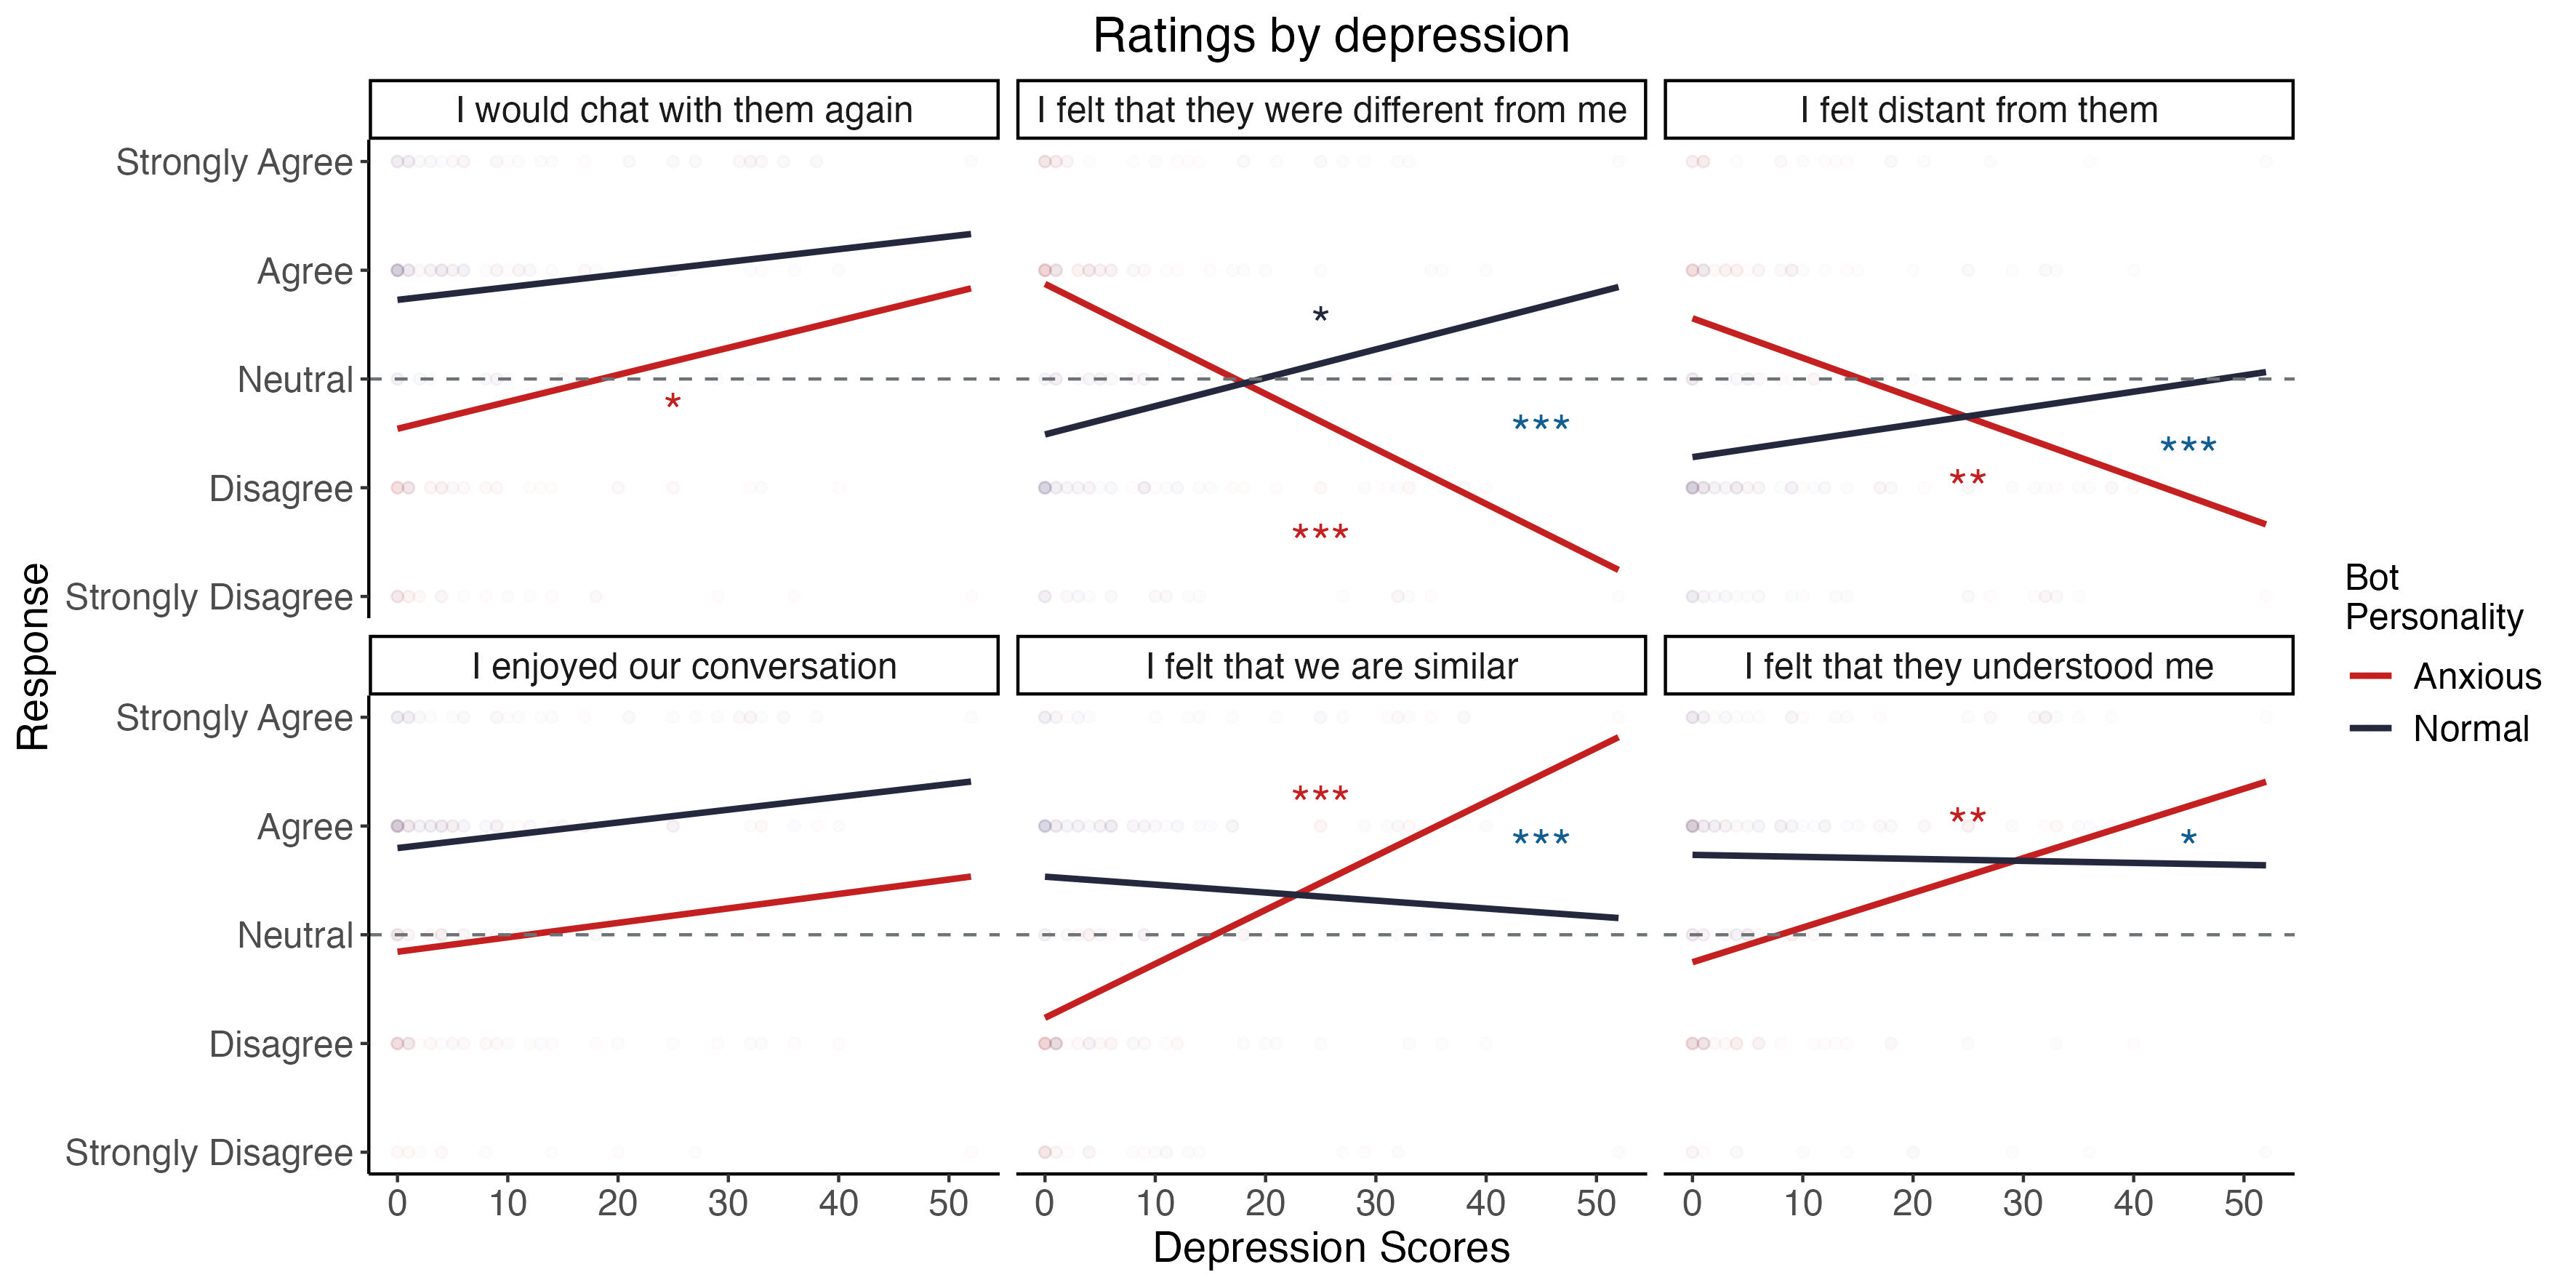 Ratings by depression
I would chat with them again
I felt that they were different from me
I felt distant from them
Strongly Agree
Agree
Neutral
Disagree
Strongly Disagree
*
*
***
***
**
***
I enjoyed our conversation
I felt that we are similar
I felt that they understood me
Strongly Agree
Agree
Neutral
Disagree
Strongly Disagree
***
***
**
*
0 10 20 30 40 50
0 10 20 30 40 50
0 10 20 30 40 50
Depression Scores
Response
Bot
Personality
Anxious
Normal